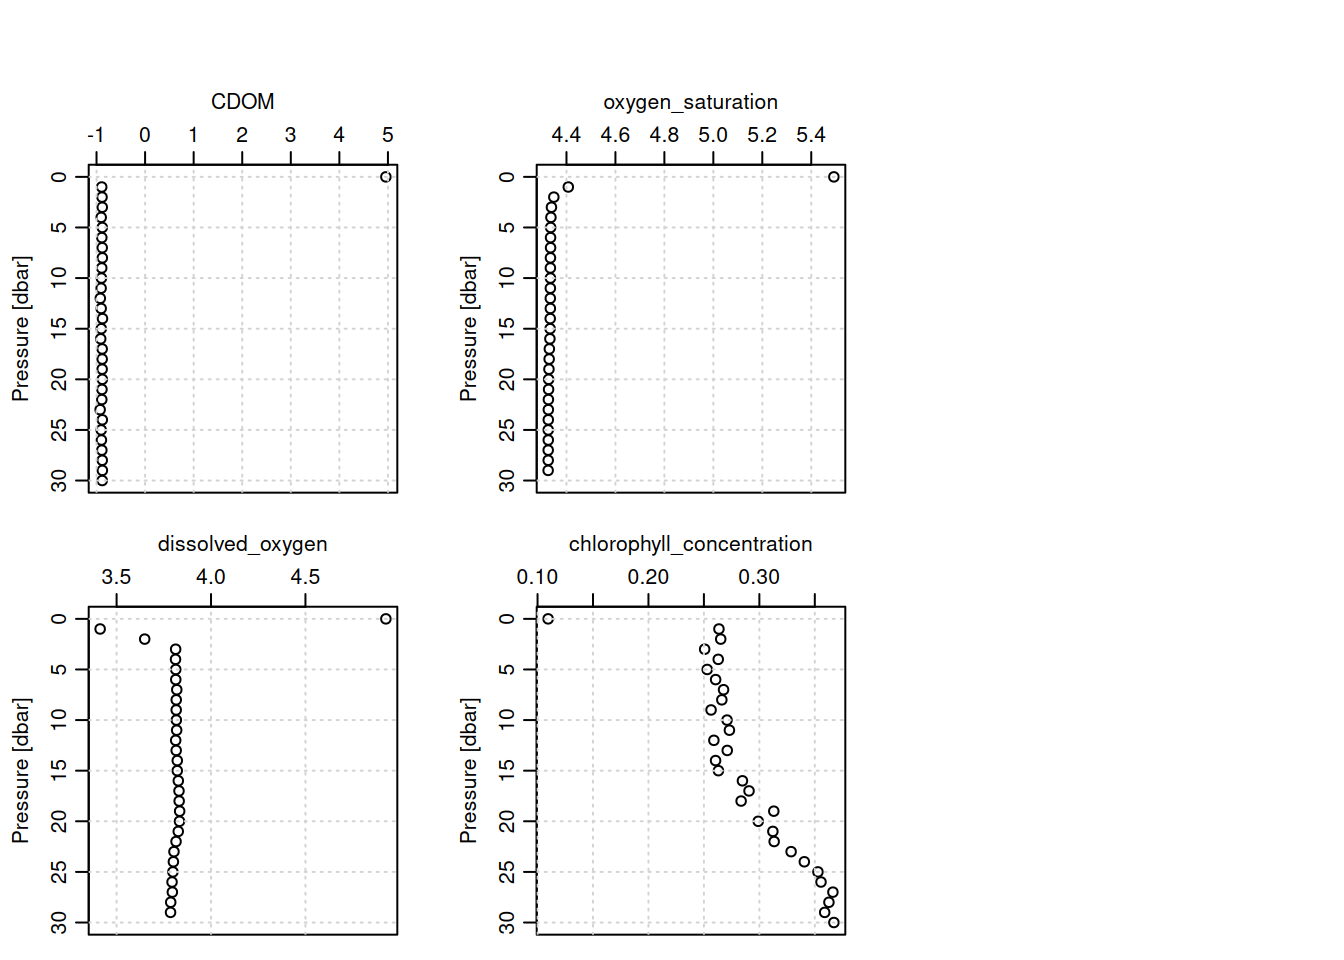 CDOM
-1 0 1 2 3 4 5
0 5 10 15 20 25 30
Pressure [dbar]
oxygen_saturation
4.4 4.6 4.8 5.0 5.2 5.4
0 5 10 15 20 25 30
Pressure [dbar]
dissolved_oxygen
3.5 4.0 4.5
0 5 10 15 20 25 30
Pressure [dbar]
chlorophyll_concentration
0.10 0.20 0.30
0 5 10 15 20 25 30
Pressure [dbar]